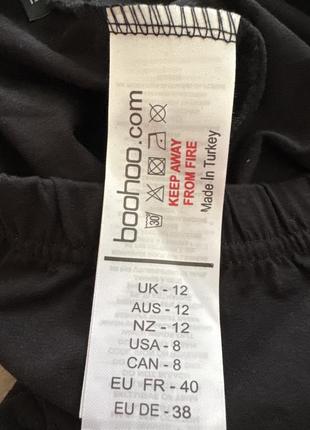 boohoo.com
30
KEEP AWAY
FROM FIRE
Made In Turkey
UK - 12
AUS - 12
NZ - 12
USA - 8
CAN - 8
EU FR - 40
EU DE - 38